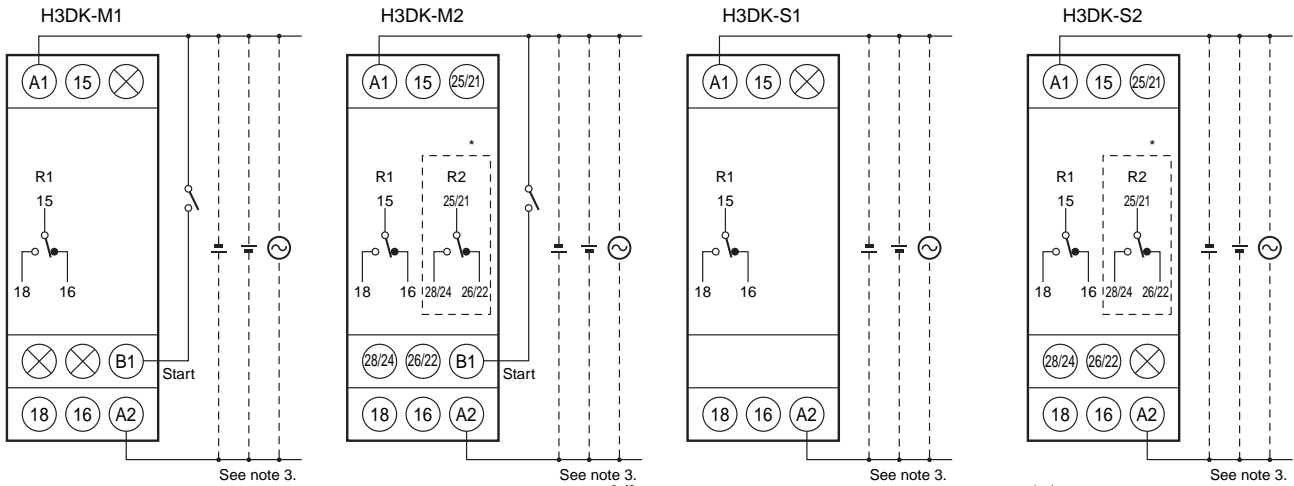 H3DK-M1
A1 15
R1
15
18 16
B1
Start
18 16 A2
See note 3.
H3DK-M2
A1 15 25/21
*
R1 R2
15 25/21
18 16 28/24 26/22
28/24 26/22 B1
Start
18 16 A2
See note 3.
H3DK-S1
A1 15
R1
15
18 16
18 16 A2
See note 3.
H3DK-S2
A1 15 25/21
*
R1 R2
15 25/21
18 16 28/24 26/22
28/24 26/22
18 16 A2
See note 3.